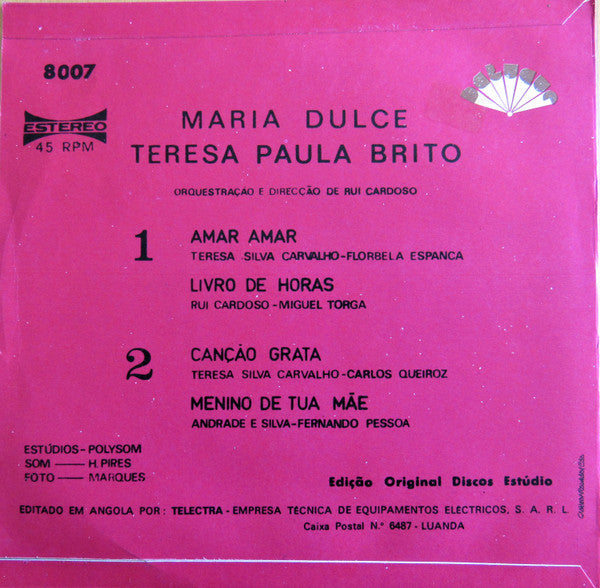 8007
ESTEREO
45 RPM
MARIA DULCE
TERESA PAULA BRITO
ORQUESTRAÇÃO E DIRECÇÃO DE RUI CARDOSO
1
AMAR AMAR
TERESA SILVA CARVALHO-FLORBELA ESPANCA
LIVRO DE HORAS
RUI CARDOSO-MIGUEL TORGA
2
CANÇÃO GRATA
TERESA SILVA CARVALHO-CARLOS QUEIROZ
MENINO DE TUA MÃE
ANDRADE E SILVA-FERNANDO PESSOA
ESTÚDIOS-POLYSOM
SOM — H. PIRES
FOTO — MARQUES
Edição Original Discos Estúdio
EDITADO EM ANGOLA POR: TELECTRA - EMPRESA TÉCNICA DE EQUIPAMENTOS ELÉCTRICOS, S. A. R. L.
Caixa Postal N.° 6487 - LUANDA